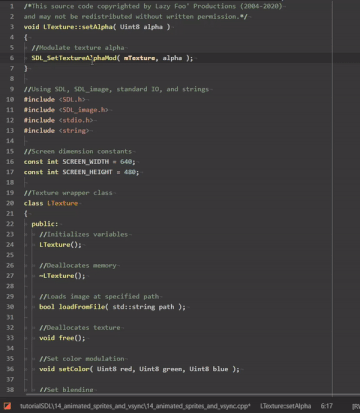 1 /*This source code copyrighted by Lazy Foo' Productions (2004-2020)
2 and may not be redistributed without written permission.*/
3 void LTexture::setAlpha( Uint8 alpha )
4 {
5 //Modulate texture alpha
6 SDL_SetTextureAlphaMod( mTexture, alpha );
7 }
8
9 //Using SDL, SDL_image, standard IO, and strings
10 #include <SDL.h>
11 #include <SDL_image.h>
12 #include <stdio.h>
13 #include <string>
14
15 //Screen dimension constants
16 const int SCREEN_WIDTH = 640;
17 const int SCREEN_HEIGHT = 480;
18
19 //Texture wrapper class
20 class LTexture
21 {
22 public:
23 //Initializes variables
24 LTexture();
25
26 //Deallocates memory
27 ~LTexture();
28
29 //Loads image at specified path
30 bool loadFromFile( std::string path );
31
32 //Deallocates texture
33 void free();
34
35 //Set color modulation
36 void setColor( Uint8 red, Uint8 green, Uint8 blue );
37
38 //Set blending
tutorialSDL\14_animated_sprites_and_vsync\14_animated_sprites_and_vsync.cpp* LTexture::setAlpha 6:17